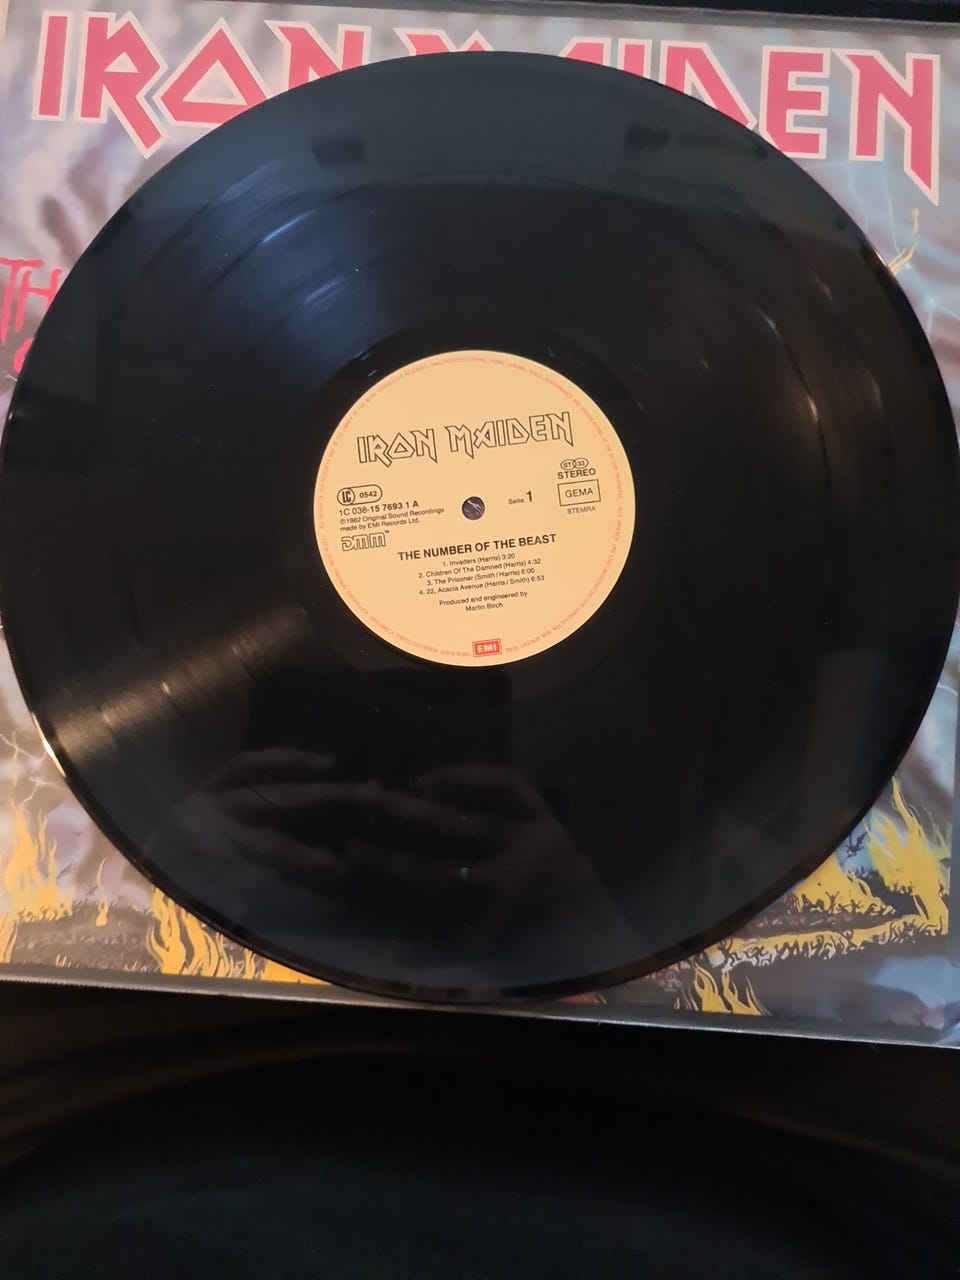 IRON MAIDEN
TH
IRON MAIDEN
LC 0542
1C 038-15 7693 1 A
℗1982 Original Sound Recordings
made by EMI Records Ltd.
DMM™
ST 33
STEREO
Seite 1
GEMA
STEMRA
THE NUMBER OF THE BEAST
1. Invaders (Harris) 3:20
2. Children Of The Damned (Harris) 4:32
3. The Prisoner (Smith / Harris) 6:00
4. 22, Acacia Avenue (Harris / Smith) 6:53
Produced and engineered by
Martin Birch
EMI